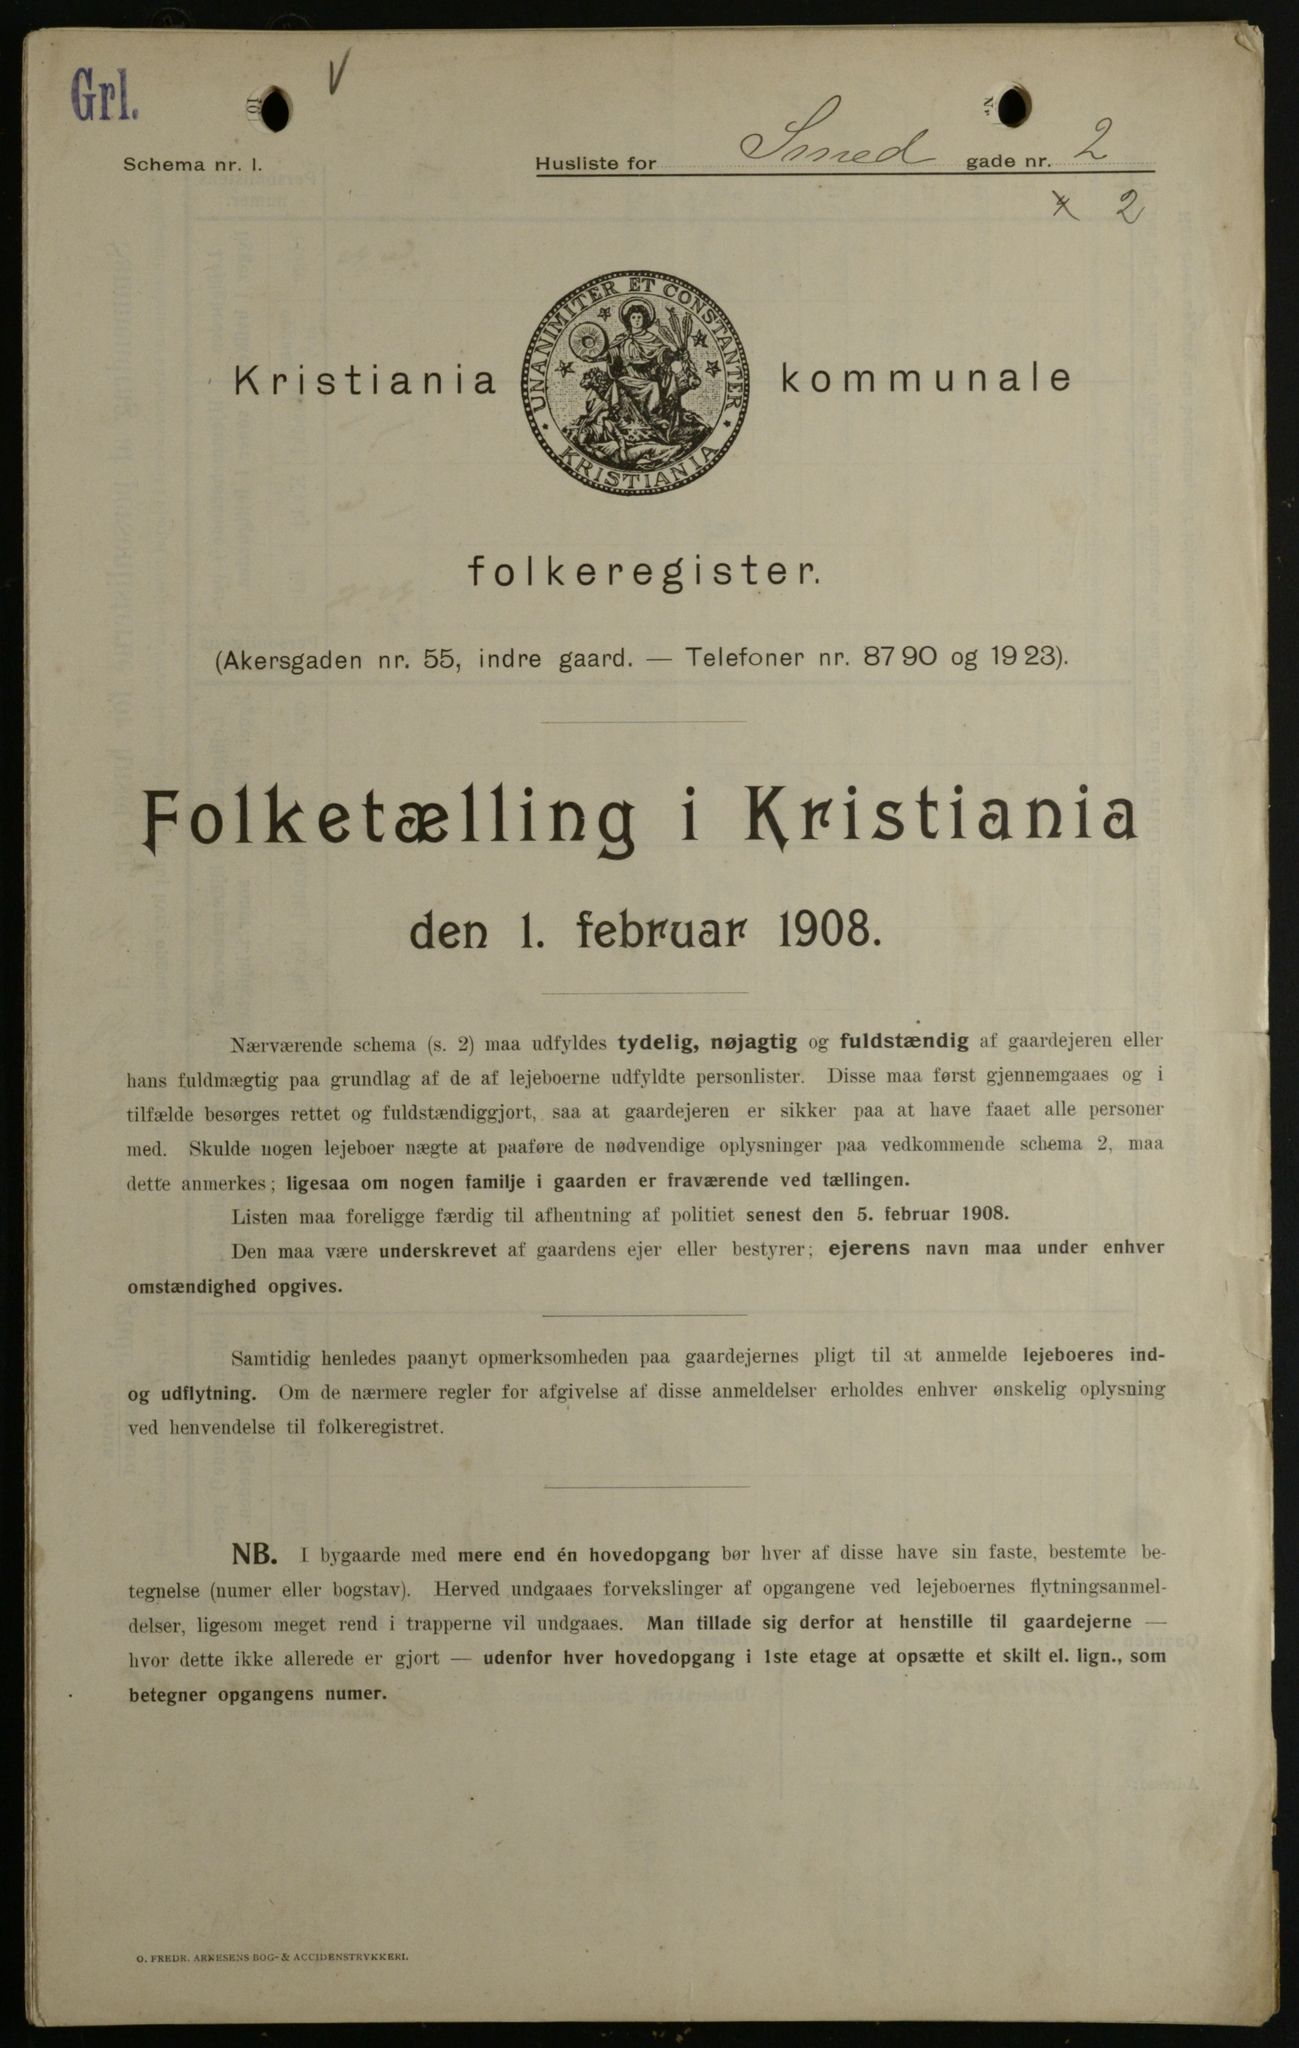 Grl.
V
Schema nr. 1.
Husliste for Smed gade nr. 2
x 2
UNANIMITER ET CONSTANTER
KRISTIANIA
Kristiania kommunale
folkeregister.
(Akersgaden nr. 55, indre gaard. — Telefoner nr. 8790 og 1923).
Folketælling i Kristiania
den 1. februar 1908.
Nærværende schema (s. 2) maa udfyldes tydelig, nøjagtig og fuldstændig af gaardejeren eller
hans fuldmægtig paa grundlag af de af lejeboerne udfyldte personlister. Disse maa først gjennemgaaes og i
tilfælde besørges rettet og fuldstændiggjort, saa at gaardejeren er sikker paa at have faaet alle personer
med. Skulde nogen lejeboer nægte at paaføre de nødvendige oplysninger paa vedkommende schema 2, maa
dette anmerkes; ligesaa om nogen familje i gaarden er fraværende ved tællingen.
Listen maa foreligge færdig til afhentning af politiet senest den 5. februar 1908.
Den maa være underskrevet af gaardens ejer eller bestyrer; ejerens navn maa under enhver
omstændighed opgives.
Samtidig henledes paanyt opmerksomheden paa gaardejernes pligt til at anmelde lejeboeres ind-
og udflytning. Om de nærmere regler for afgivelse af disse anmeldelser erholdes enhver ønskelig oplysning
ved henvendelse til folkeregistret.
NB. I bygaarde med mere end én hovedopgang bør hver af disse have sin faste, bestemte be-
tegnelse (numer eller bogstav). Herved undgaaes forvekslinger af opgangene ved lejeboernes flytningsanmel-
delser, ligesom meget rend i trapperne vil undgaaes. Man tillade sig derfor at henstille til gaardejerne —
hvor dette ikke allerede er gjort — udenfor hver hovedopgang i 1ste etage at opsætte et skilt el. lign., som
betegner opgangens numer.
O. FREDR. ARNESENS BOG- & ACCIDENSTRYKKERI.